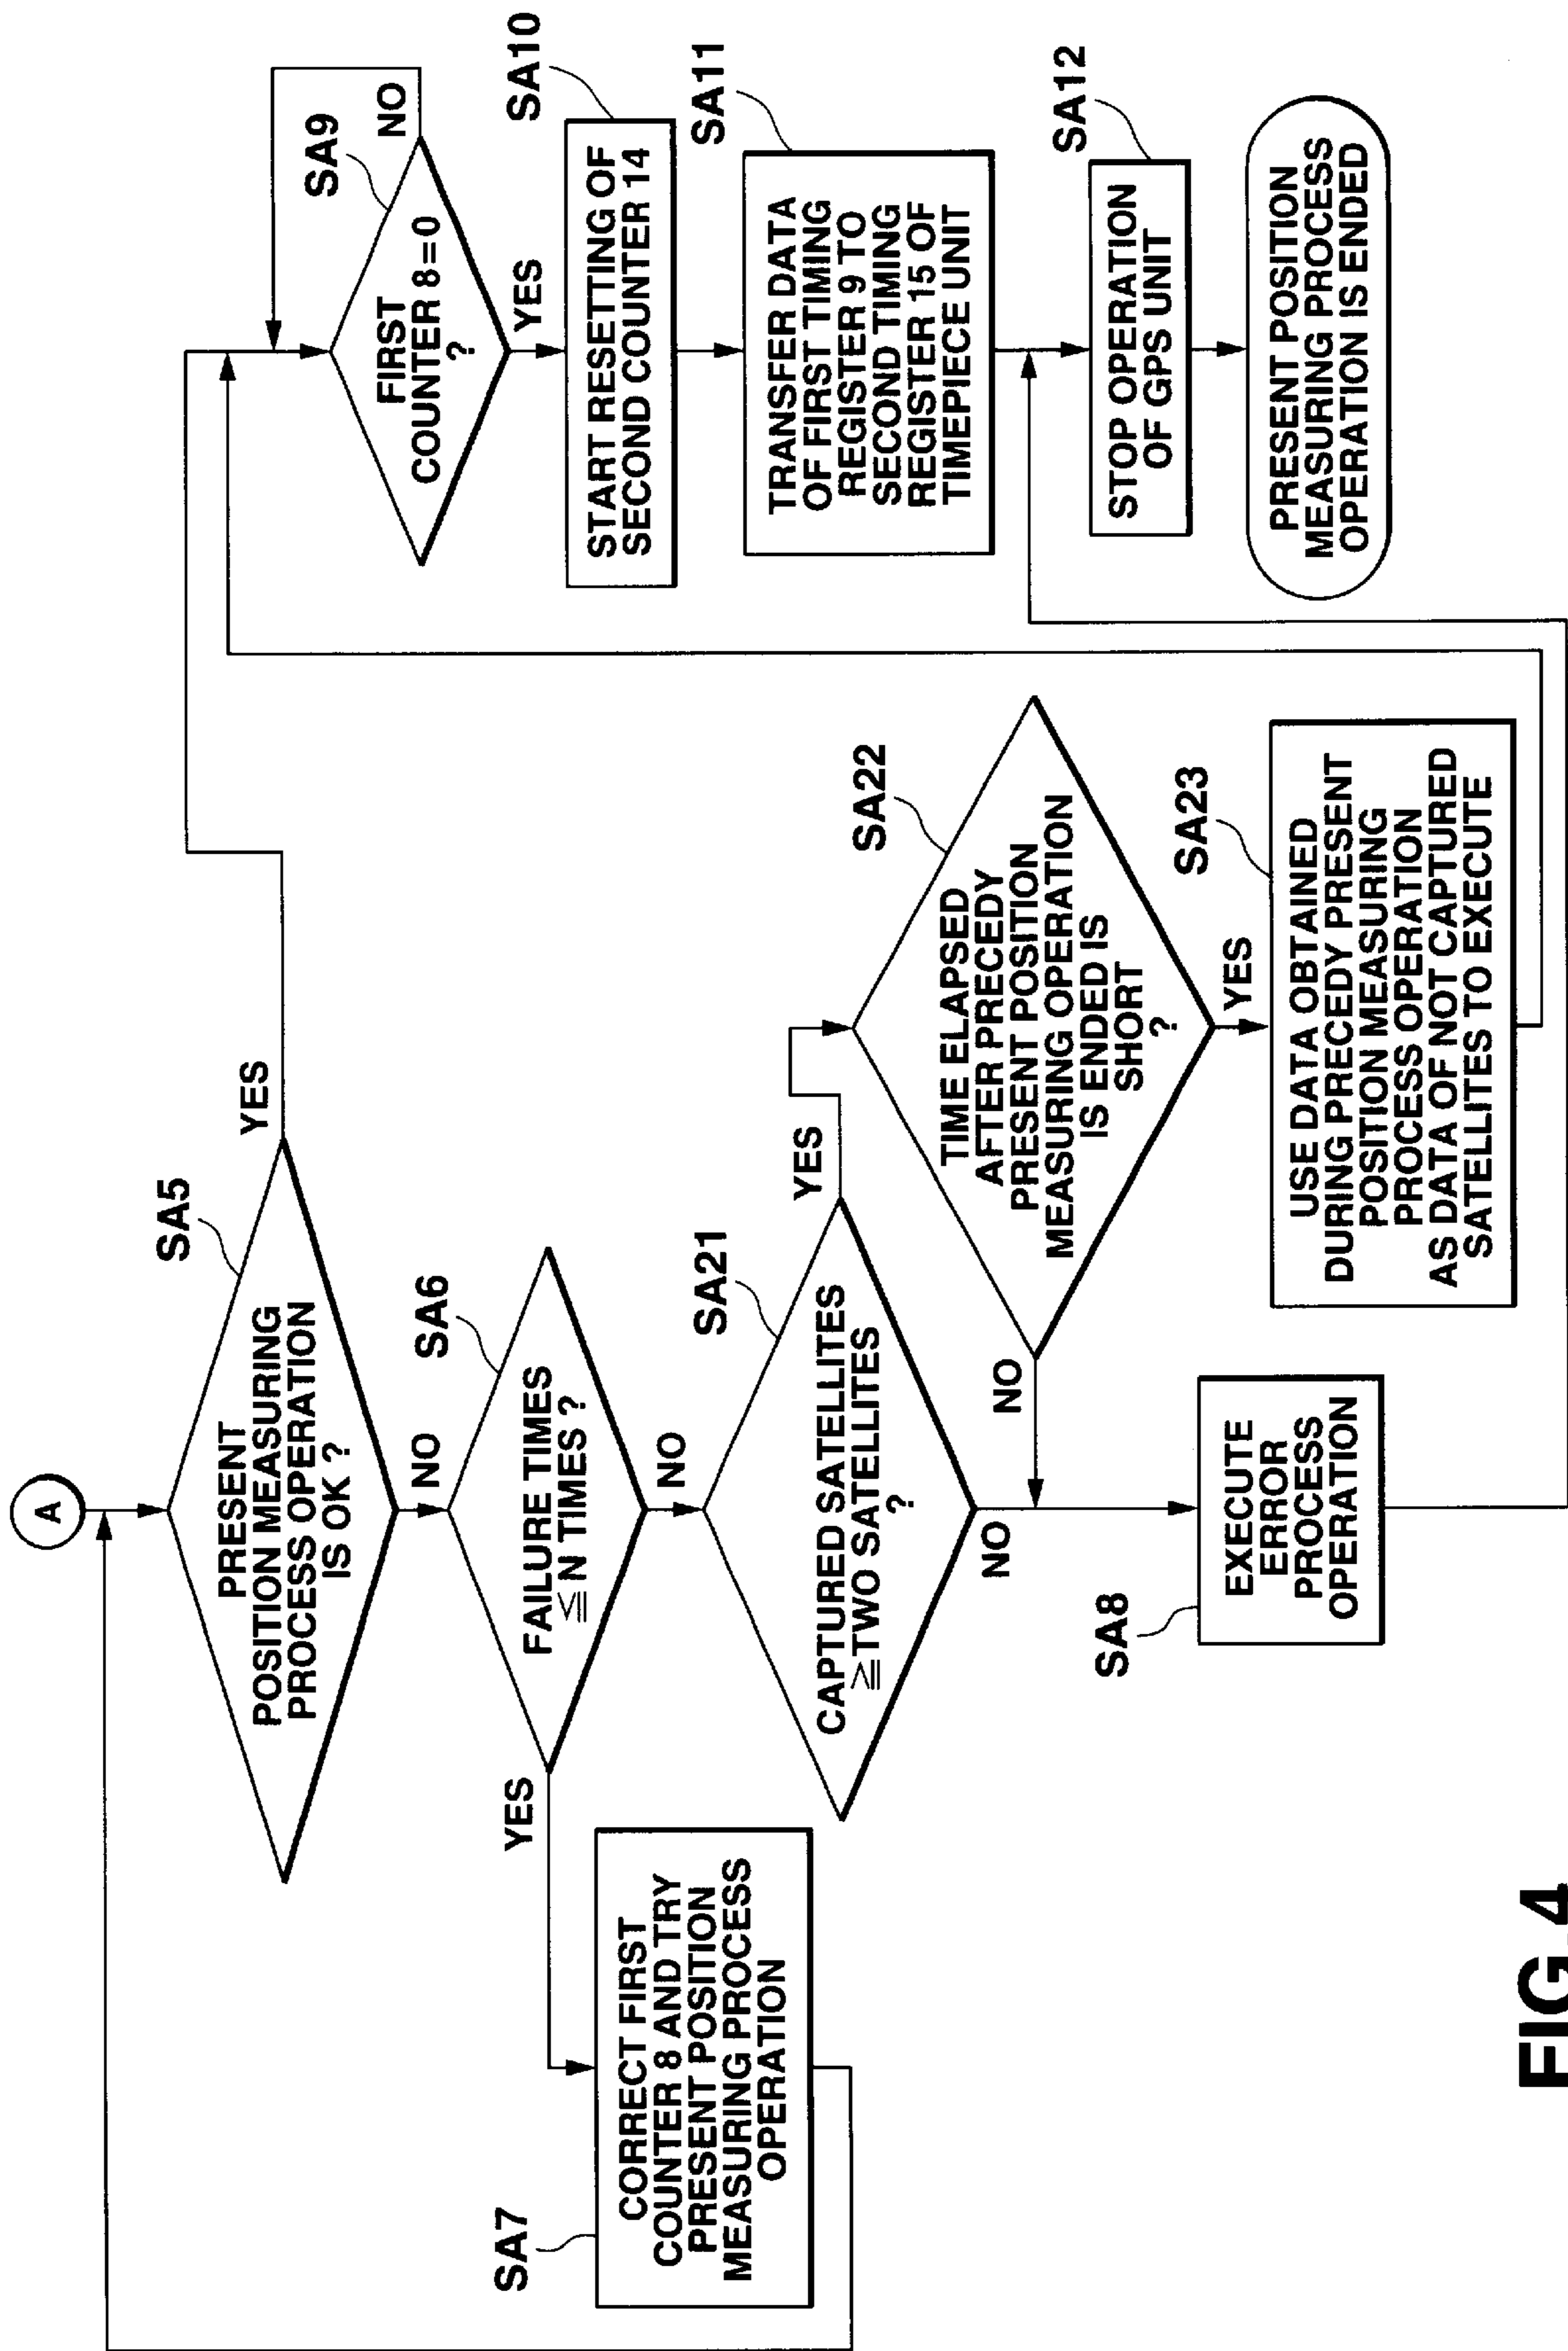 A
SA5
PRESENT
POSITION MEASURING
PROCESS OPERATION
IS OK ?
YES
NO
SA6
FAILURE TIMES
≦N TIMES ?
YES
NO
SA7
CORRECT FIRST
COUNTER 8 AND TRY
PRESENT POSITION
MEASURING PROCESS
OPERATION
SA21
CAPTURED SATELLITES
≧TWO SATELLITES
?
YES
NO
SA22
TIME ELAPSED
AFTER PRECEDY
PRESENT POSITION
MEASURING OPERATION
IS ENDED IS
SHORT
?
NO
YES
SA23
USE DATA OBTAINED
DURING PRECEDY PRESENT
POSITION MEASURING
PROCESS OPERATION
AS DATA OF NOT CAPTURED
SATELLITES TO EXECUTE
SA8
EXECUTE
ERROR
PROCESS
OPERATION
SA9
FIRST
COUNTER 8=0
?
NO
YES
SA10
START RESETTING OF
SECOND COUNTER 14
SA11
TRANSFER DATA
OF FIRST TIMING
REGISTER 9 TO
SECOND TIMING
REGISTER 15 OF
TIMEPIECE UNIT
SA12
STOP OPERATION
OF GPS UNIT
PRESENT POSITION
MEASURING PROCESS
OPERATION IS ENDED
FIG.4